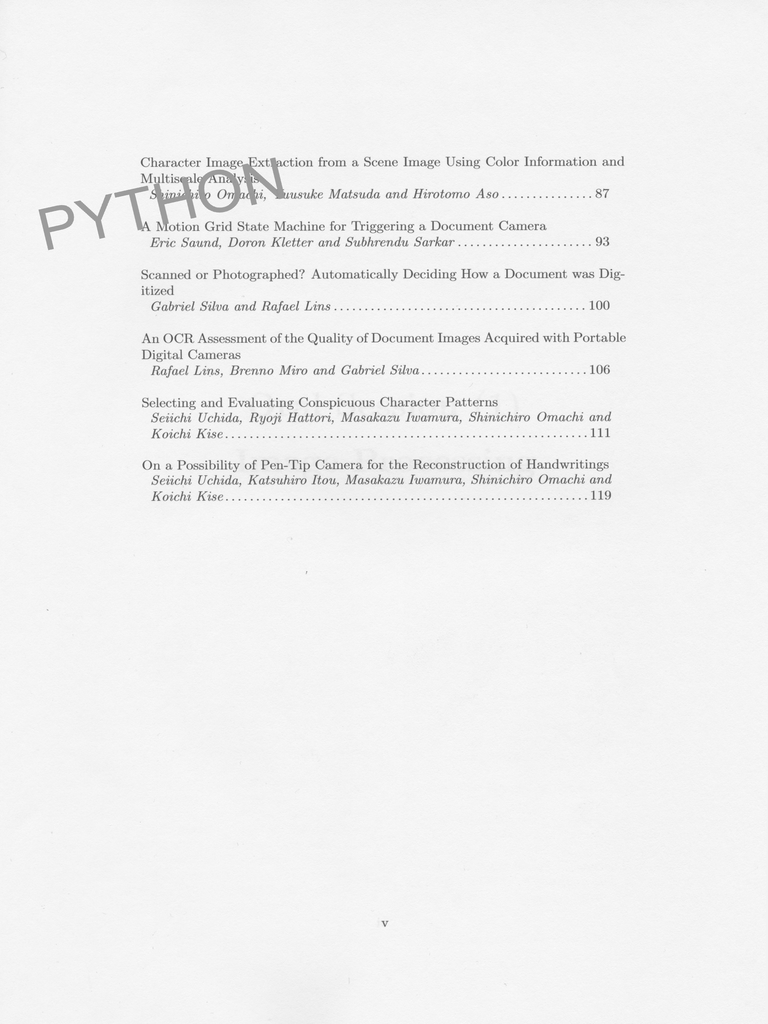 Character Image Extraction from a Scene Image Using Color Information and
Multiscale Analysis
Shinichiro Omachi, Yuusuke Matsuda and Hirotomo Aso . . . . . . . . . . . . . . . 87
PYTHON
A Motion Grid State Machine for Triggering a Document Camera
Eric Saund, Doron Kletter and Subhrendu Sarkar . . . . . . . . . . . . . . . . . . . . . . 93
Scanned or Photographed? Automatically Deciding How a Document was Dig-
itized
Gabriel Silva and Rafael Lins . . . . . . . . . . . . . . . . . . . . . . . . . . . . . . . . . . . . . . . . . 100
An OCR Assessment of the Quality of Document Images Acquired with Portable
Digital Cameras
Rafael Lins, Brenno Miro and Gabriel Silva . . . . . . . . . . . . . . . . . . . . . . . . . . . 106
Selecting and Evaluating Conspicuous Character Patterns
Seiichi Uchida, Ryoji Hattori, Masakazu Iwamura, Shinichiro Omachi and
Koichi Kise . . . . . . . . . . . . . . . . . . . . . . . . . . . . . . . . . . . . . . . . . . . . . . . . . . . . . . . . . . . 111
On a Possibility of Pen-Tip Camera for the Reconstruction of Handwritings
Seiichi Uchida, Katsuhiro Itou, Masakazu Iwamura, Shinichiro Omachi and
Koichi Kise . . . . . . . . . . . . . . . . . . . . . . . . . . . . . . . . . . . . . . . . . . . . . . . . . . . . . . . . . . . 119
v